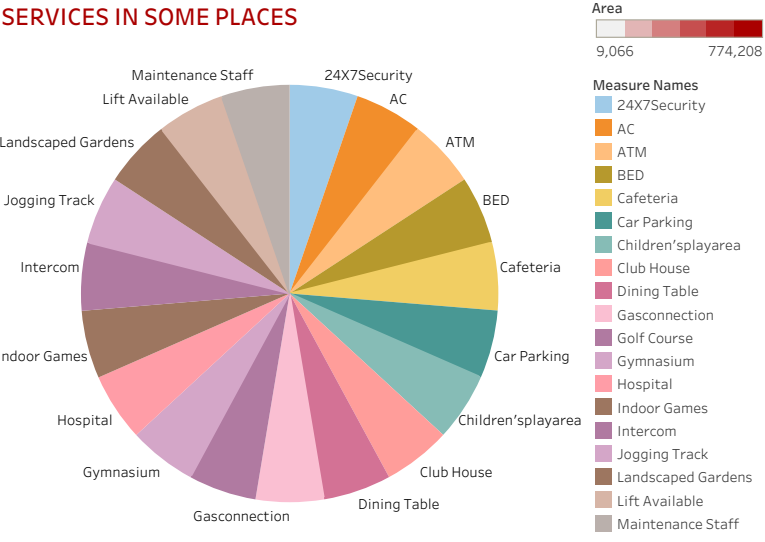 SERVICES IN SOME PLACES
Maintenance Staff
24X7Security
Lift Available
AC
Landscaped Gardens
ATM
Jogging Track
BED
Intercom
Cafeteria
ndoor Games
Car Parking
Hospital
Children'splayarea
Gymnasium
Club House
Gasconnection
Dining Table
Area
9,066 774,208
Measure Names
24X7Security
AC
ATM
BED
Cafeteria
Car Parking
Children'splayarea
Club House
Dining Table
Gasconnection
Golf Course
Gymnasium
Hospital
Indoor Games
Intercom
Jogging Track
Landscaped Gardens
Lift Available
Maintenance Staff